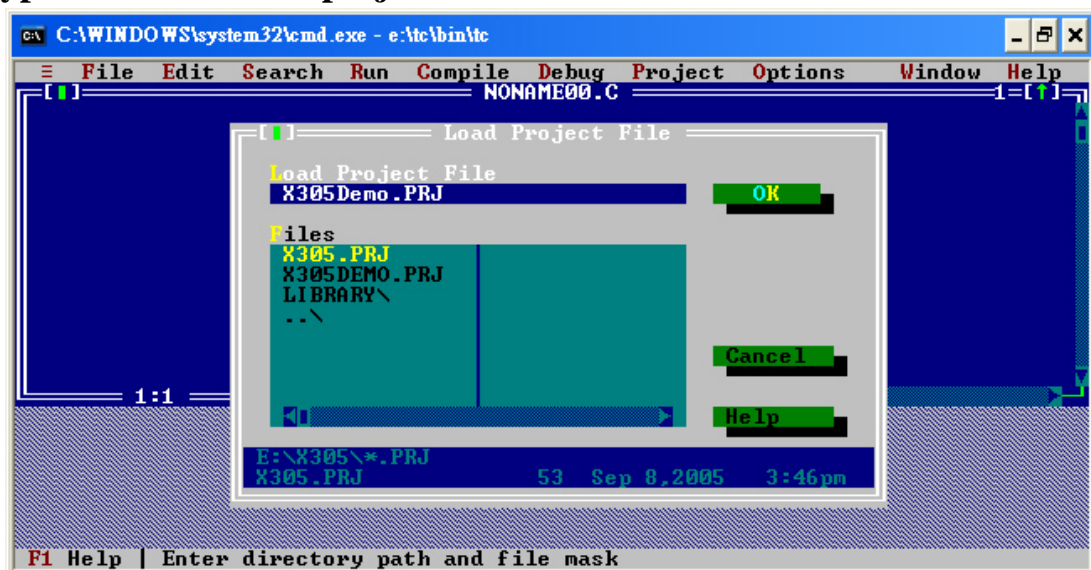 C:\WINDOWS\system32\cmd.exe - e:\tc\bin\tc
≡ File Edit Search Run Compile Debug Project Options Window Help
[▮] NONAME00.C 1=[↑]
[▮] Load Project File
Load Project File
X305Demo.PRJ
OK
Files
X305.PRJ
X305DEMO.PRJ
LIBRARY\
..\
Cancel
1:1
Help
E:\X305\*.PRJ
X305.PRJ 53 Sep 8,2005 3:46pm
F1 Help | Enter directory path and file mask